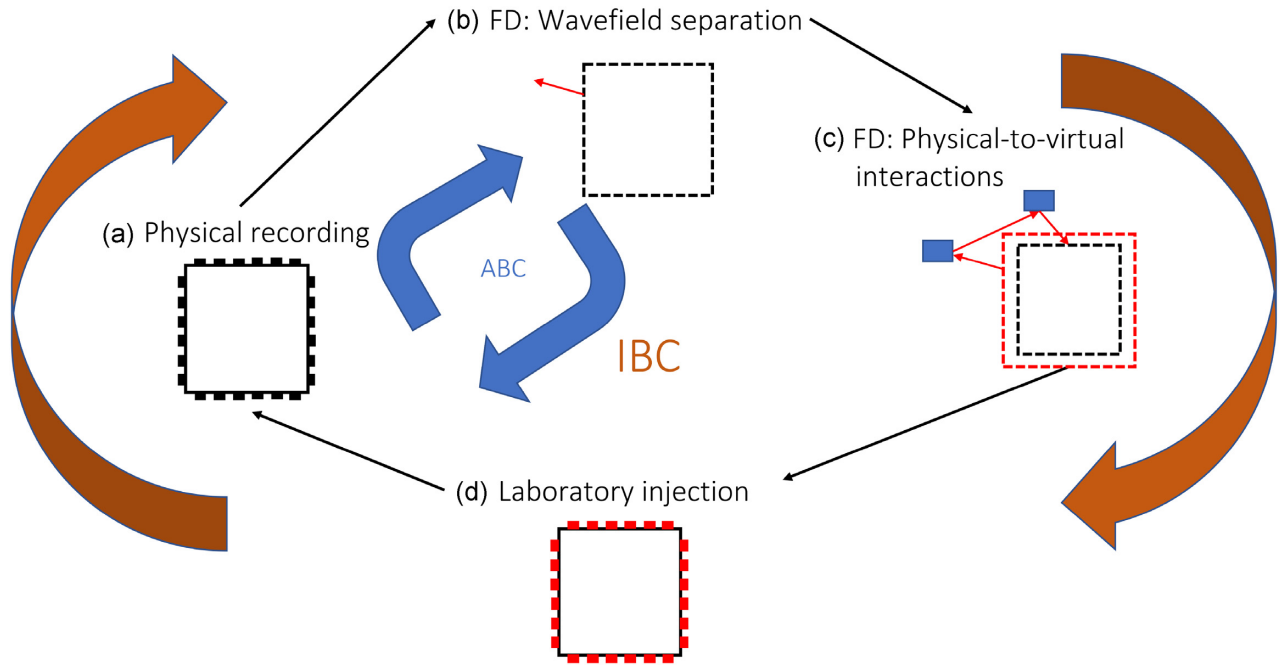 (b) FD: Wavefield separation
(c) FD: Physical-to-virtual
interactions
(a) Physical recording
ABC
IBC
(d) Laboratory injection